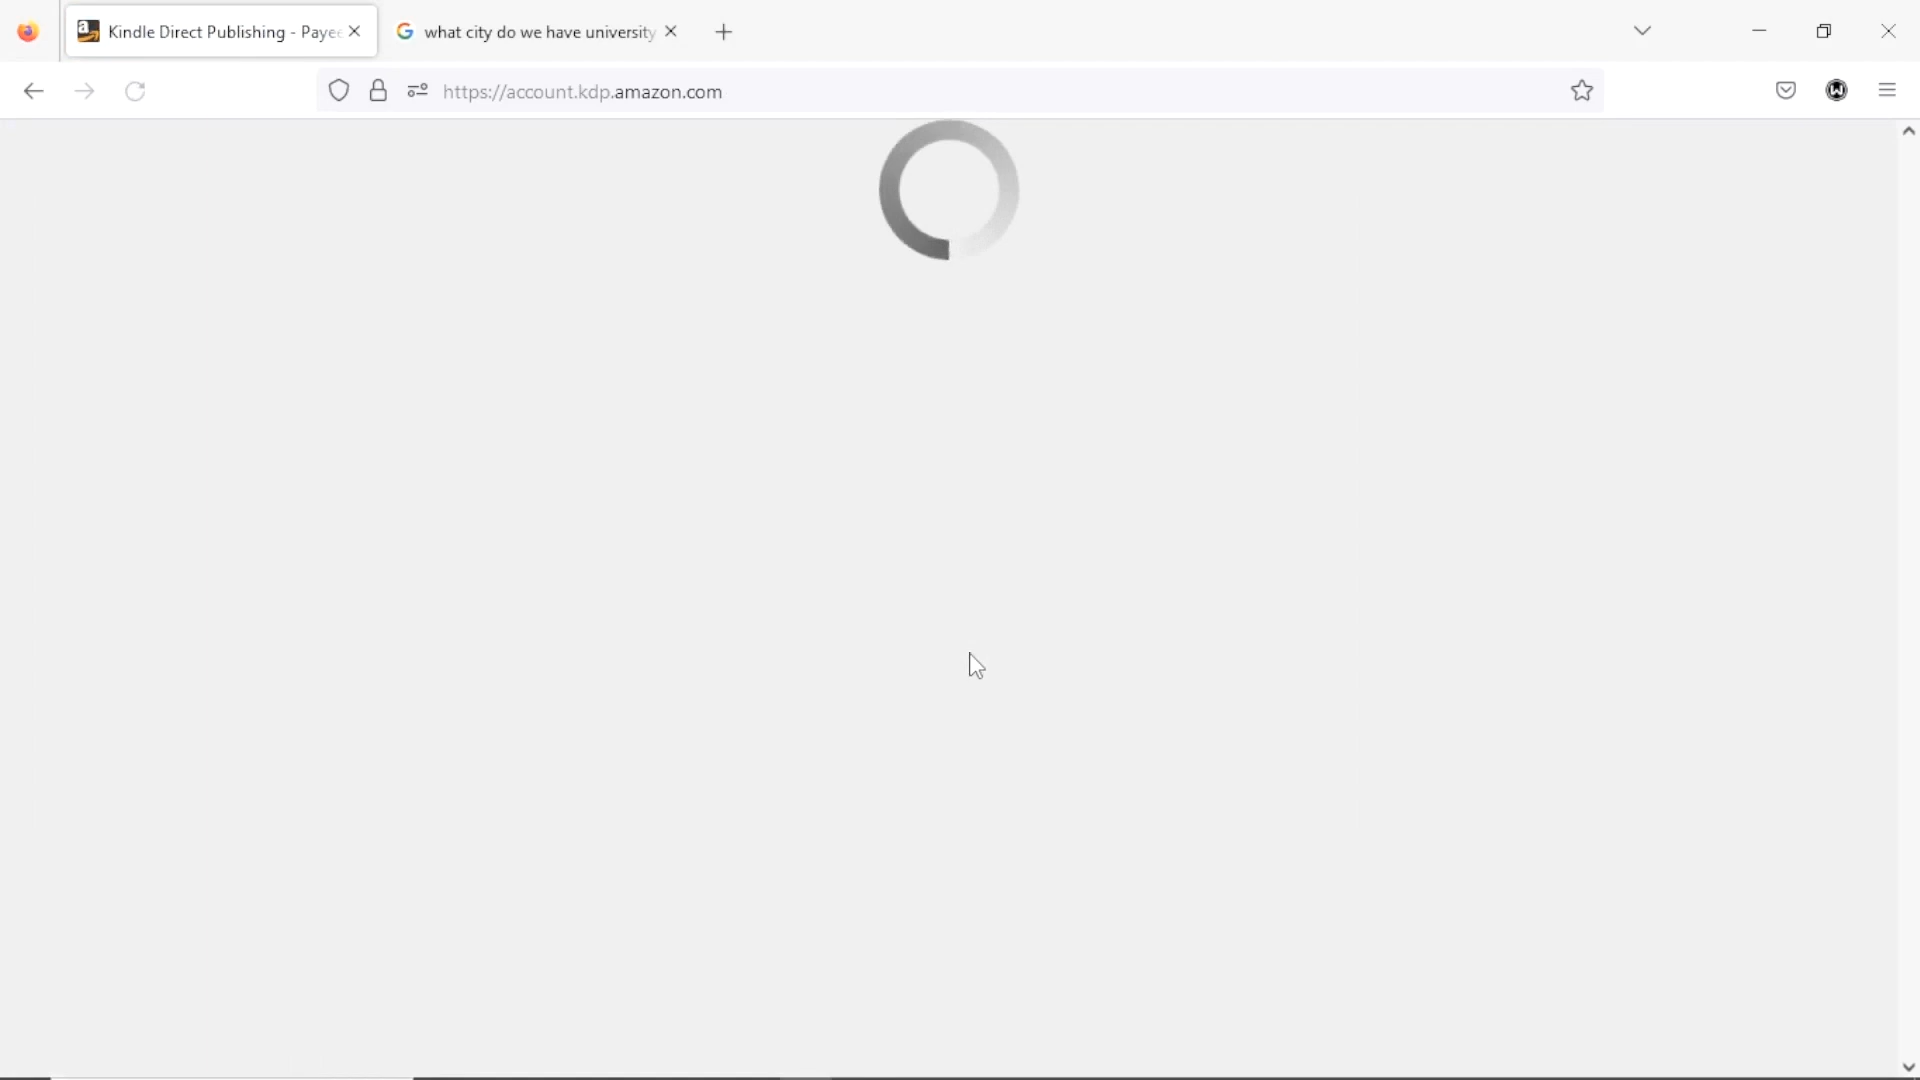 Kindle Direct Publishing - Payee
what city do we have university
https://account.kdp.amazon.com